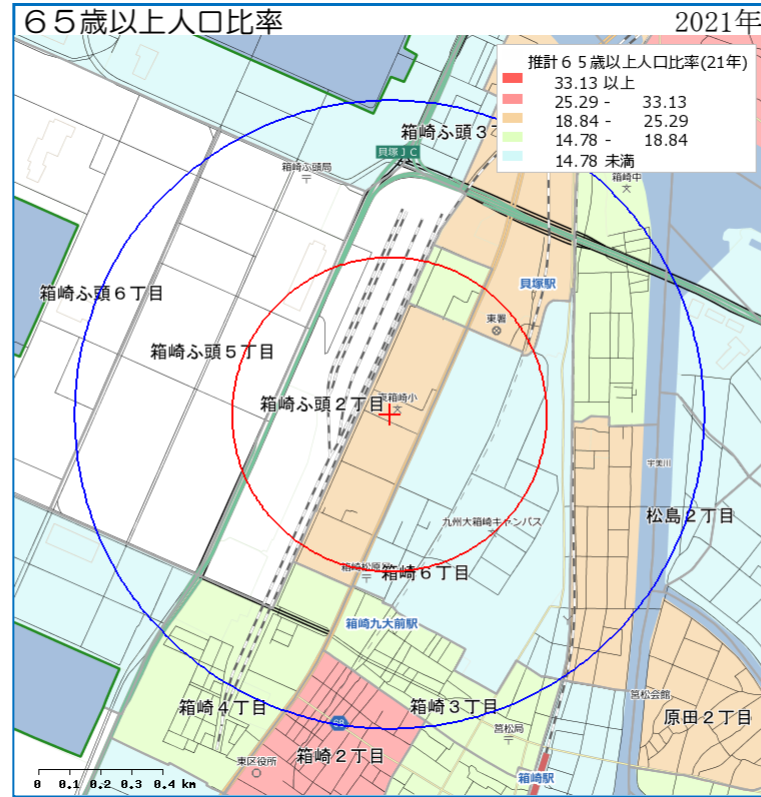 65歳以上人口比率
2021年
推計65歳以上人口比率(21年)
33.13 以上
25.29 - 33.13
18.84 - 25.29
14.78 - 18.84
14.78 未満
箱崎ふ頭3
貝塚JC
箱崎ふ頭局
箱崎中
貝塚駅
箱崎ふ頭6丁目
東署
箱崎ふ頭5丁目
箱崎ふ頭2丁目
東箱崎小
宇美川
松島2丁目
九州大箱崎キャンパス
箱崎6丁目
箱崎九大前駅
筥松会館
箱崎4丁目
箱崎3丁目
原田2丁目
68
筥松局
箱崎2丁目
東区役所
箱崎駅
0 0.1 0.2 0.3 0.4 km